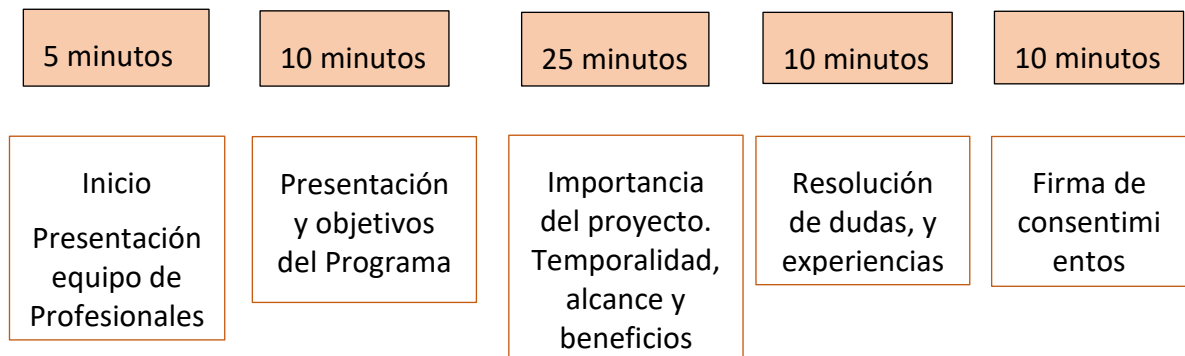 5 minutos
10 minutos
25 minutos
10 minutos
10 minutos
Inicio
Presentación
equipo de
Profesionales
Presentación
y objetivos
del Programa
Importancia
del proyecto.
Temporalidad,
alcance y
beneficios
Resolución
de dudas, y
experiencias
Firma de
consentimi
entos